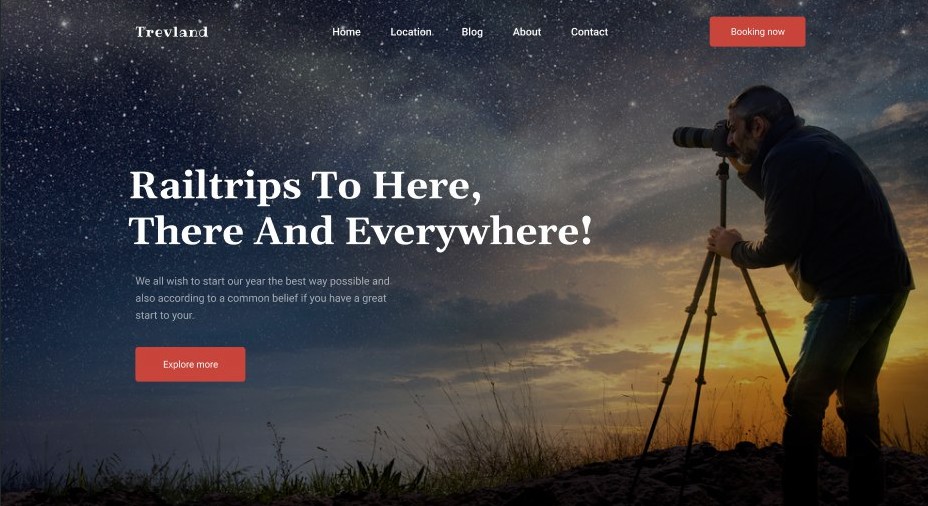 Trevland
Home Location Blog About Contact
Booking now
Railtrips To Here,
There And Everywhere!
We all wish to start our year the best way possible and
also according to a common belief if you have a great
start to your.
Explore more